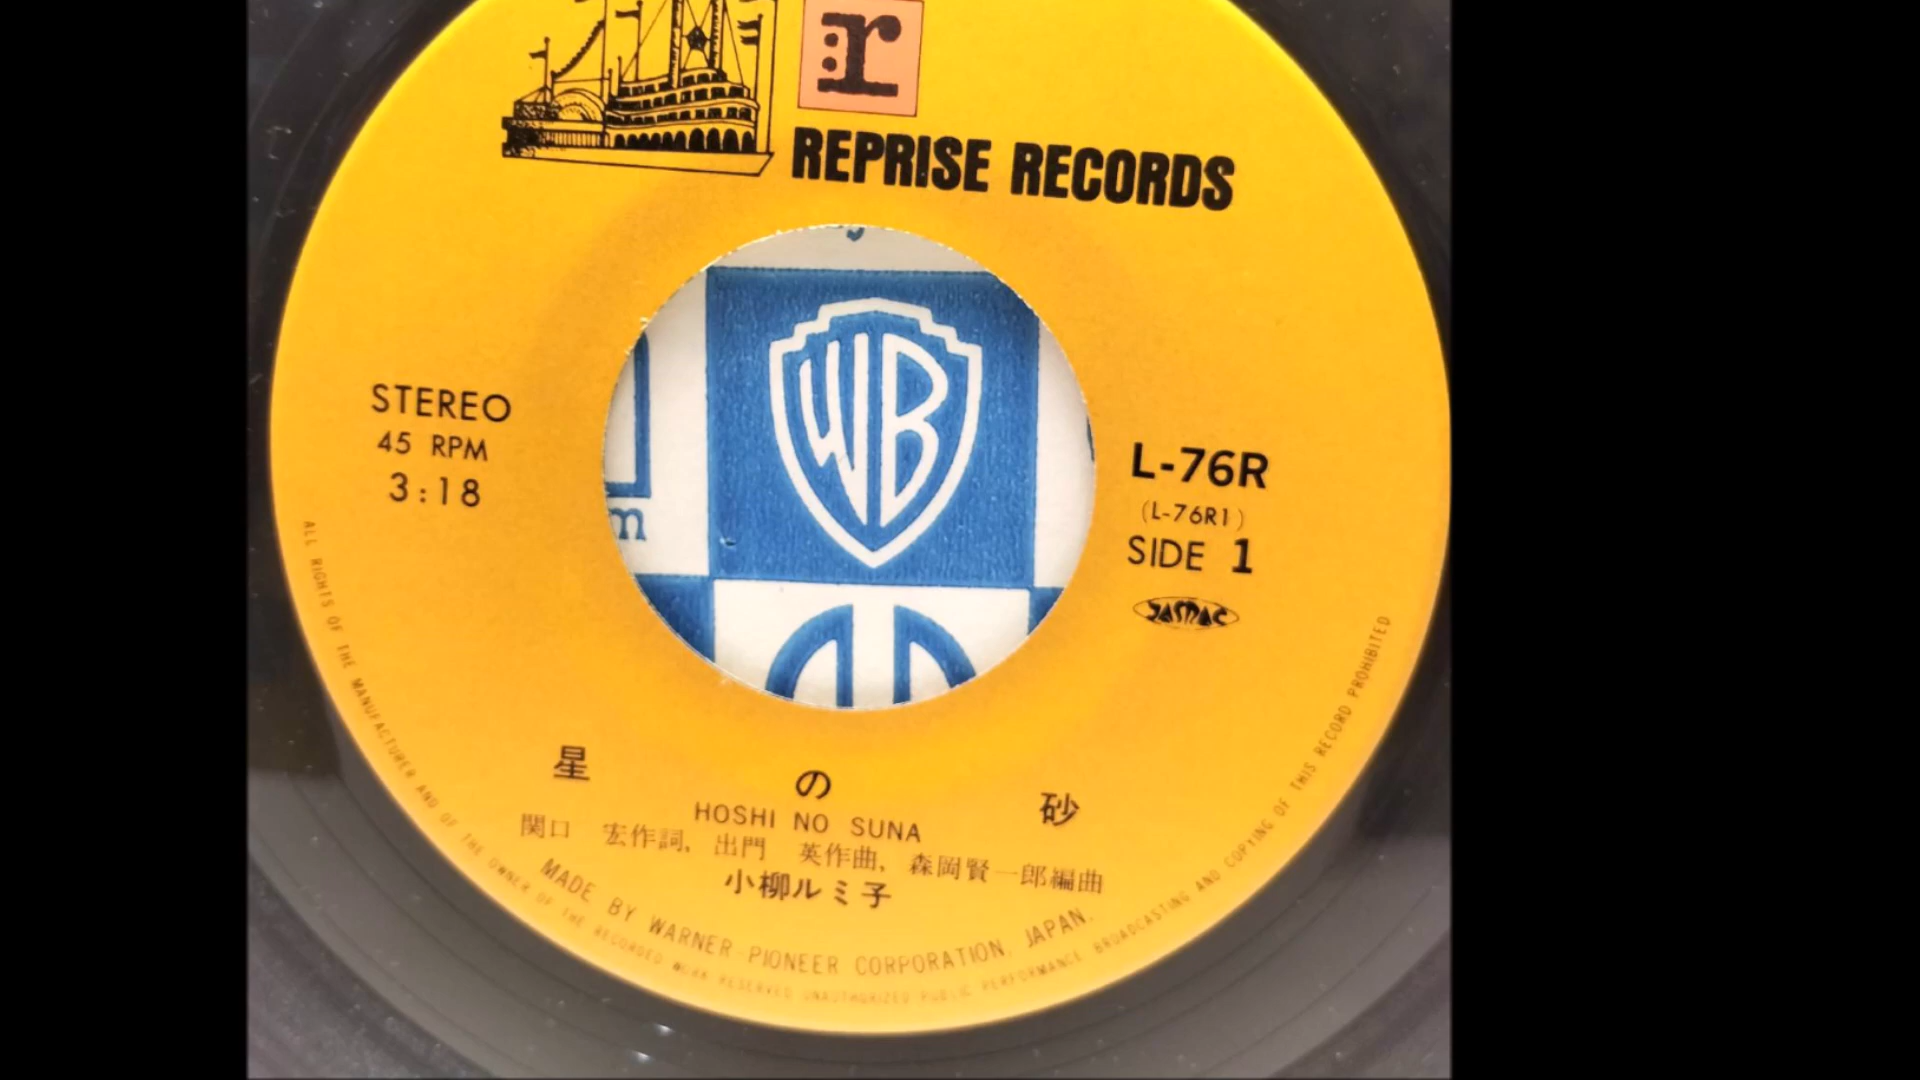 r
REPRISE RECORDS
WB
m
STEREO
45 RPM
3:18
L-76R
(L-76R1)
SIDE 1
JASRAC
星の砂
HOSHI NO SUNA
関口 宏作詞, 出門 英作曲, 森岡賢一郎編曲
小柳ルミ子
MADE BY WARNER-PIONEER CORPORATION, JAPAN.
ALL RIGHTS OF THE MANUFACTURER AND OF THE OWNER OF THE RECORDED WORK RESERVED UNAUTHORIZED PUBLIC PERFORMANCE BROADCASTING AND COPYING OF THIS RECORD PROHIBITED